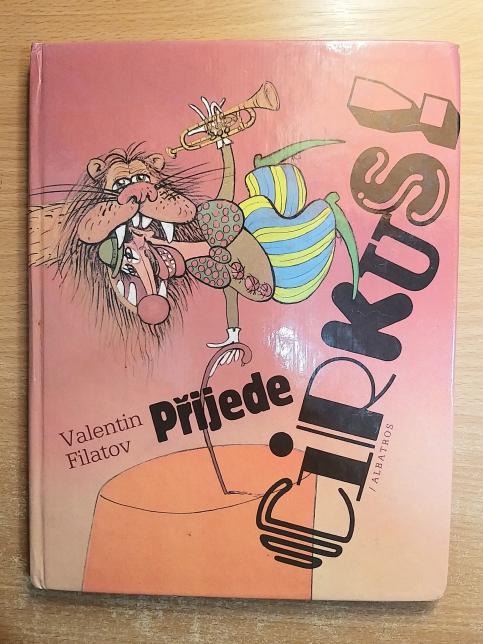 Valentin
Filatov
Přijede
CiRKUS!
/ ALBATROS